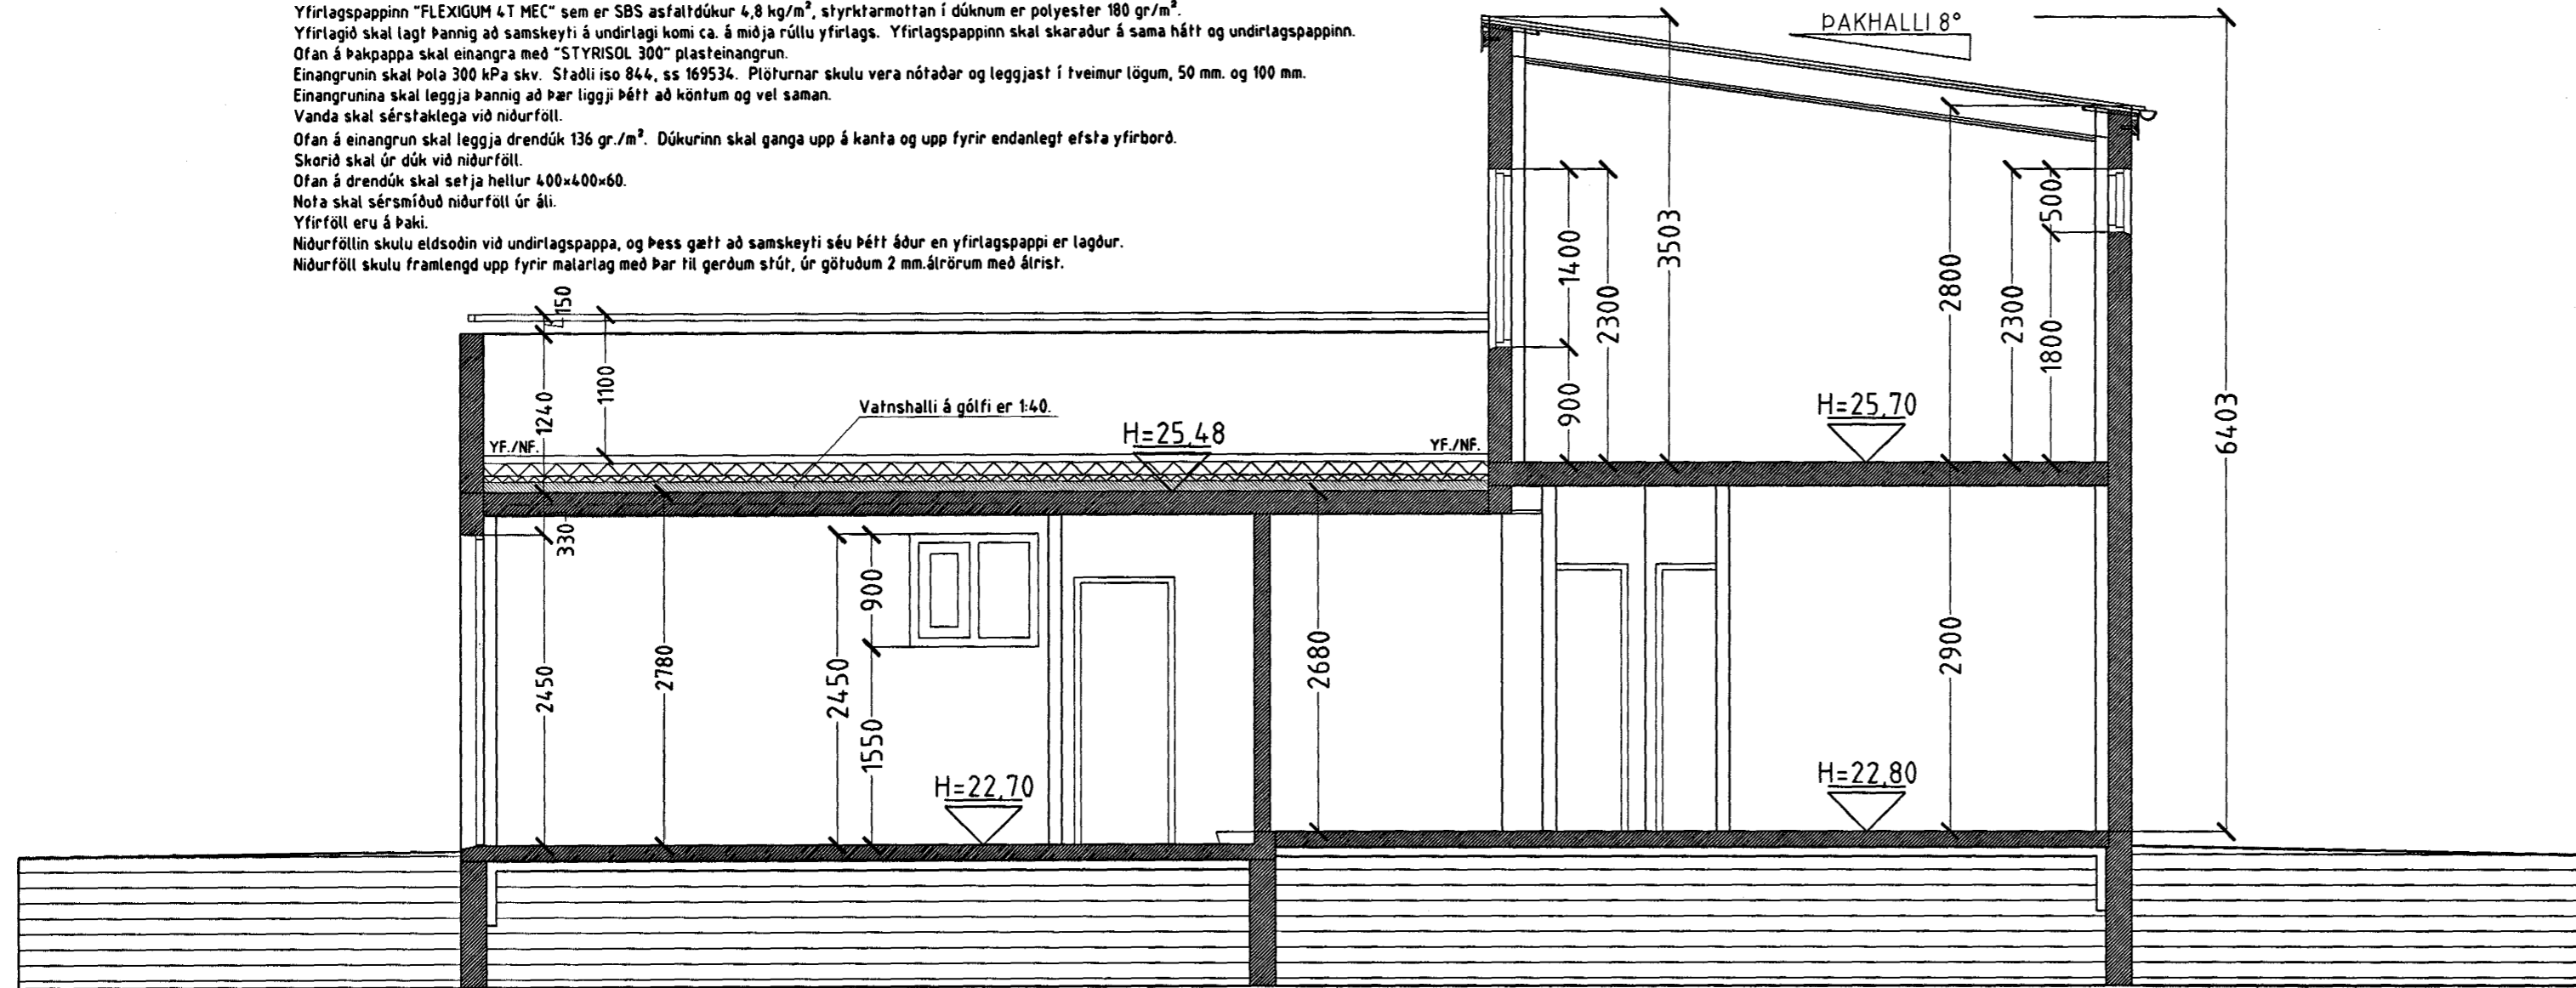 Yfirlagspappinn "FLEXIGUM 4T MEC" sem er SBS asfaltdúkur 4,8 kg/m², styrktarmottan í dúknum er polyester 180 gr/m².
Yfirlagið skal lagt þannig að samskeyti á undirlagi komi ca. á miðja rúllu yfirlags. Yfirlagspappinn skal skaraður á sama hátt og undirlagspappinn.
Ofan á þakpappa skal einangra með "STYRISOL 300" plasteinangrun.
Einangrunin skal þola 300 kPa skv. Staðli iso 844, ss 169534. Plöturnar skulu vera nótaðar og leggjast í tveimur lögum, 50 mm. og 100 mm.
Einangrunina skal leggja þannig að þær liggji þétt að köntum og vel saman.
Vanda skal sérstaklega við niðurföll.
Ofan á einangrun skal leggja drendúk 136 gr./m². Dúkurinn skal ganga upp á kanta og upp fyrir endanlegt efsta yfirborð.
Skorið skal úr dúk við niðurföll.
Ofan á drendúk skal setja hellur 400x400x60.
Nota skal sérsmíðuð niðurföll úr áli.
Yfirföll eru á þaki.
Niðurföllin skulu eldsoðin við undirlagspappa, og þess gætt að samskeyti séu þétt áður en yfirlagspappi er lagður.
Niðurföll skulu framlengd upp fyrir malarlag með þar til gerðum stút, úr götuðum 2 mm.álrörum með álrist.
ÞAKHALLI 8°
150
1240
1100
YF./NF.
Vatnshalli á gólfi er 1:40.
H=25,48
YF./NF.
1400
2300
900
3503
H=25,70
2800
2300
500
1800
6403
330
2450
2780
2450
900
1550
H=22,70
2680
H=22,80
2900